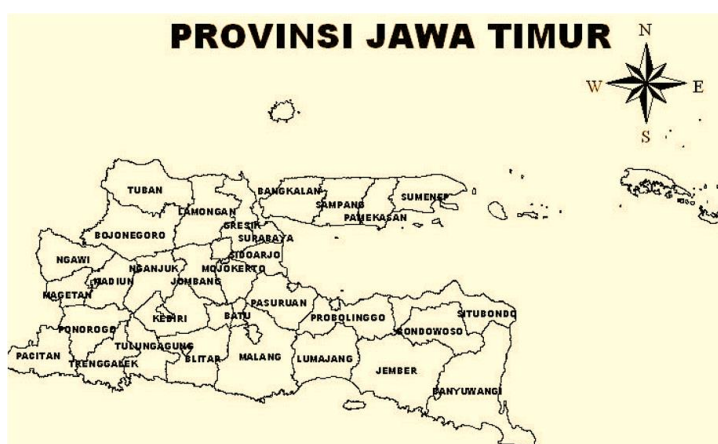 PROVINSI JAWA TIMUR
N
W
E
S
TUBAN
BANGKALAN
SUMENEP
LAMONGAN
SAMPANG
PAMEKASAN
GRESIK
BOJONEGORO
SURABAYA
SIDOARJO
NGAWI
NGANJUK
MOJOKERTO
MADIUN
JOMBANG
MAGETAN
PASURUAN
KEDIRI
BATU
PROBOLINGGO
SITUBONDO
PONOROGO
BONDOWOSO
TULUNGAGUNG
PACITAN
TRENGGALEK
BLITAR
MALANG
LUMAJANG
JEMBER
BANYUWANGI